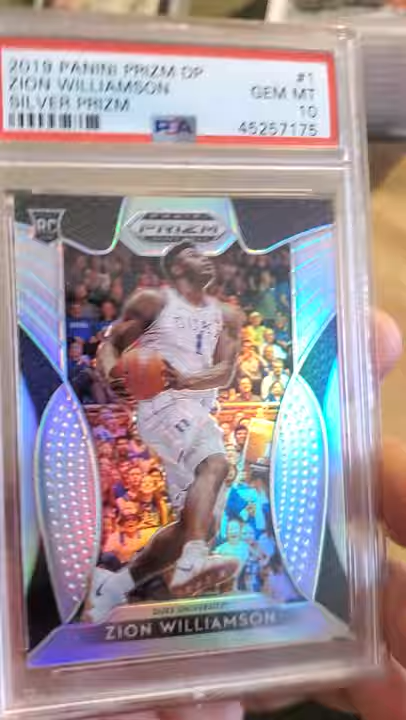 2019 PANINI PRIZM DP #1
ZION WILLIAMSON GEM MT
SILVER PRIZM 10
PSA 45257175
RC
PANINI
PRIZM
DUKE
1
DUKE UNIVERSITY
ZION WILLIAMSON